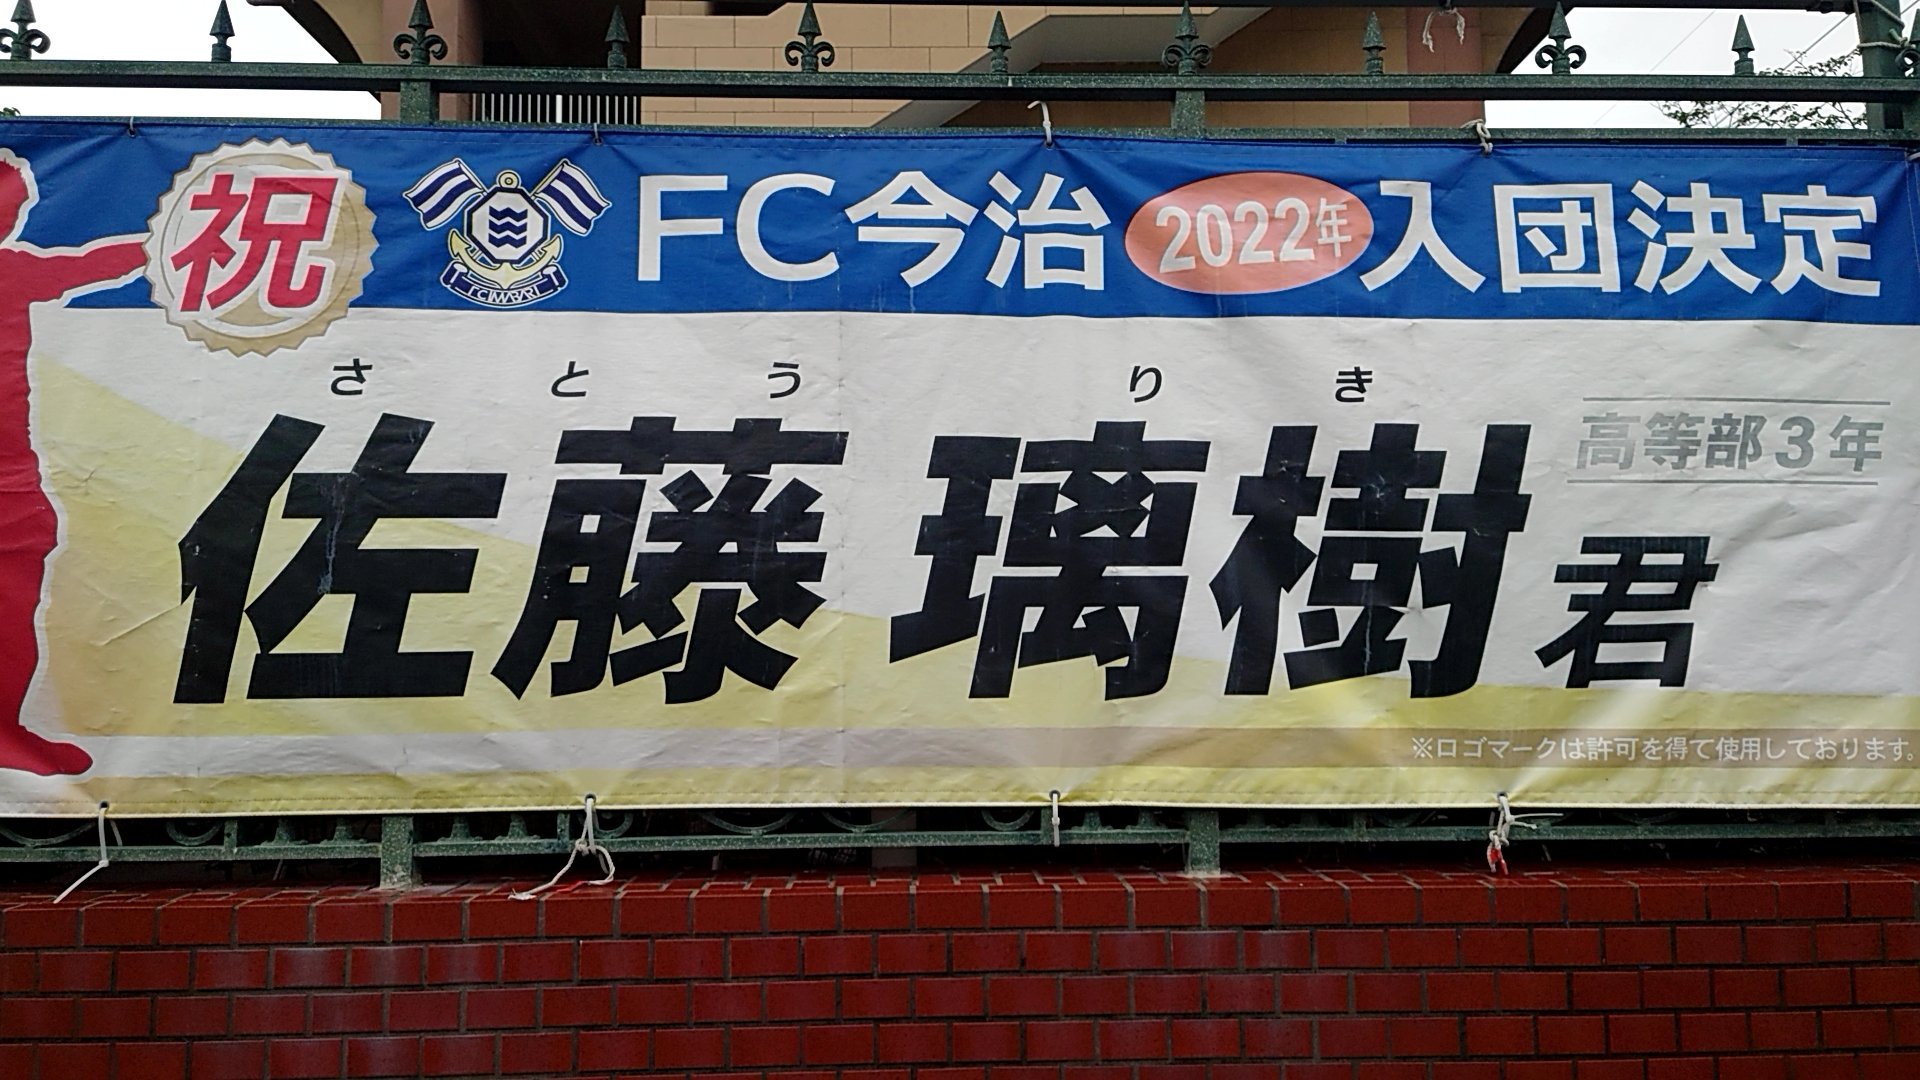 祝 FC今治 2022年 入団決定
FC IMABARI
さとう りき
佐藤 璃樹 君
高等部3年
※ロゴマークは許可を得て使用しております。